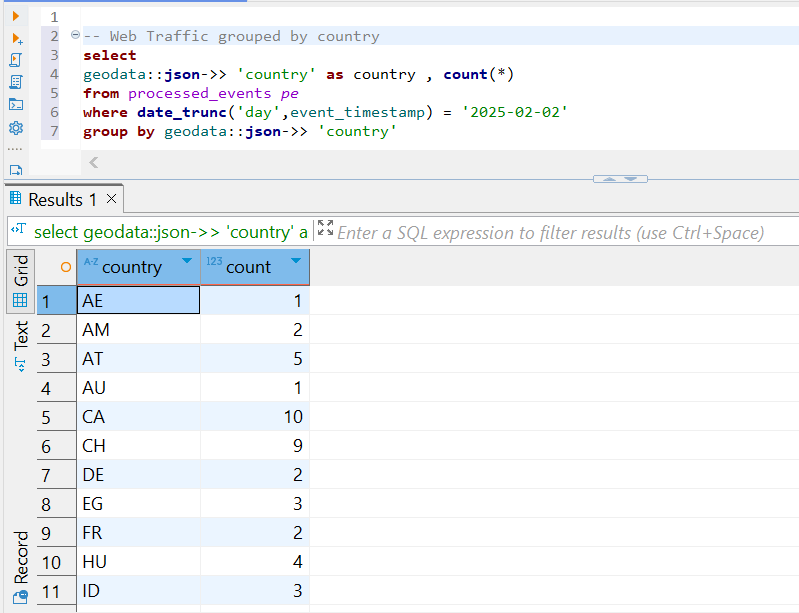 1
2 -- Web Traffic grouped by country
3 select
4 geodata::json->> 'country' as country , count(*)
5 from processed_events pe
6 where date_trunc('day',event_timestamp) = '2025-02-02'
7 group by geodata::json->> 'country'
Results 1
select geodata::json->> 'country' a
Enter a SQL expression to filter results (use Ctrl+Space)
Grid
Text
Record
A-Z country 123 count
1 AE 1
2 AM 2
3 AT 5
4 AU 1
5 CA 10
6 CH 9
7 DE 2
8 EG 3
9 FR 2
10 HU 4
11 ID 3